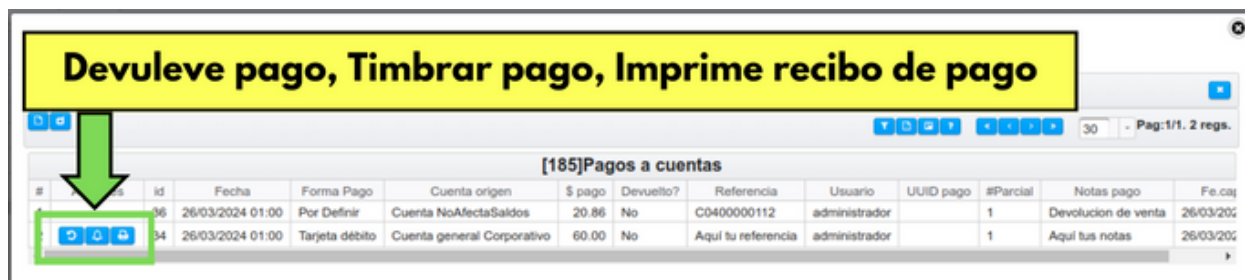 Devuleve pago, Timbrar pago, Imprime recibo de pago
30 - Pag:1/1. 2 regs.
[185]Pagos a cuentas
# id Fecha Forma Pago Cuenta origen $ pago Devuelto? Referencia Usuario UUID pago #Parcial Notas pago Fe.cap
36 26/03/2024 01:00 Por Definir Cuenta NoAfectaSaldos 20.86 No C0400000112 administrador 1 Devolucion de venta 26/03/202
34 26/03/2024 01:00 Tarjeta débito Cuenta general Corporativo 60.00 No Aquí tu referencia administrador 1 Aquí tus notas 26/03/202